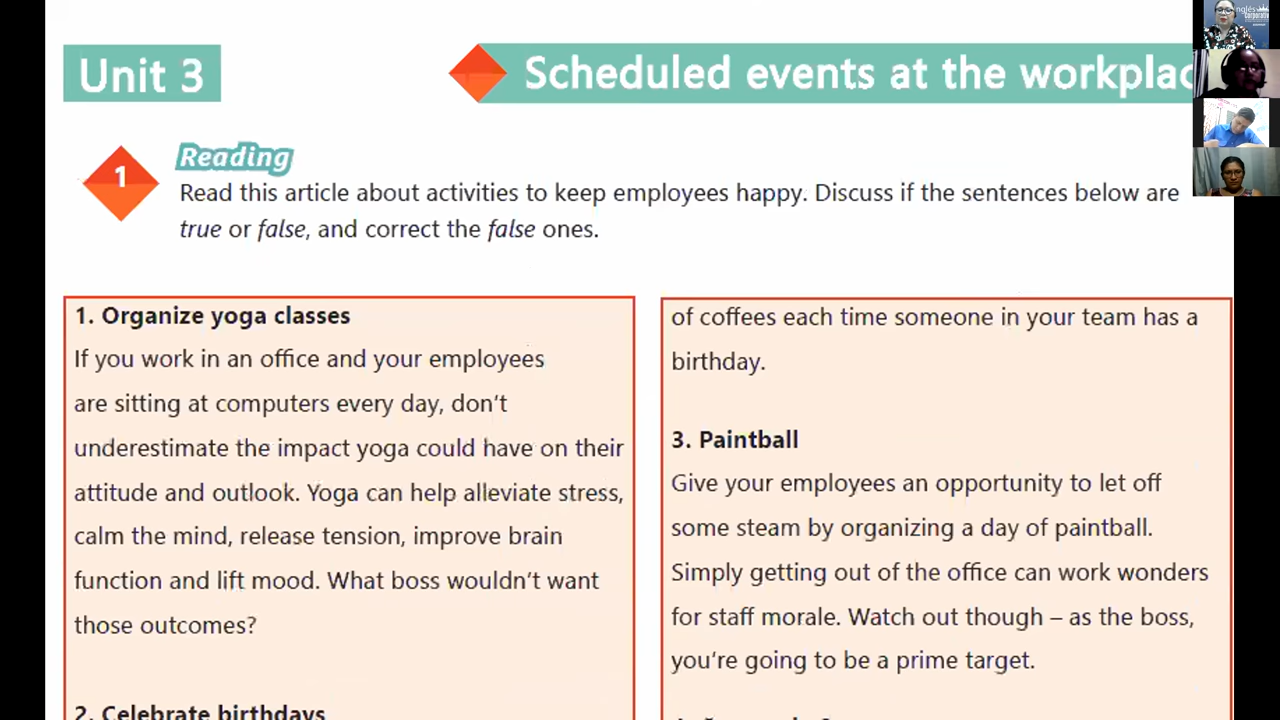 Unit 3
Scheduled events at the workplac
1
Reading
Read this article about activities to keep employees happy. Discuss if the sentences below are
true or false, and correct the false ones.
1. Organize yoga classes
If you work in an office and your employees
are sitting at computers every day, don't
underestimate the impact yoga could have on their
attitude and outlook. Yoga can help alleviate stress,
calm the mind, release tension, improve brain
function and lift mood. What boss wouldn't want
those outcomes?
2. Celebrate birthdays
of coffees each time someone in your team has a
birthday.
3. Paintball
Give your employees an opportunity to let off
some steam by organizing a day of paintball.
Simply getting out of the office can work wonders
for staff morale. Watch out though – as the boss,
you're going to be a prime target.